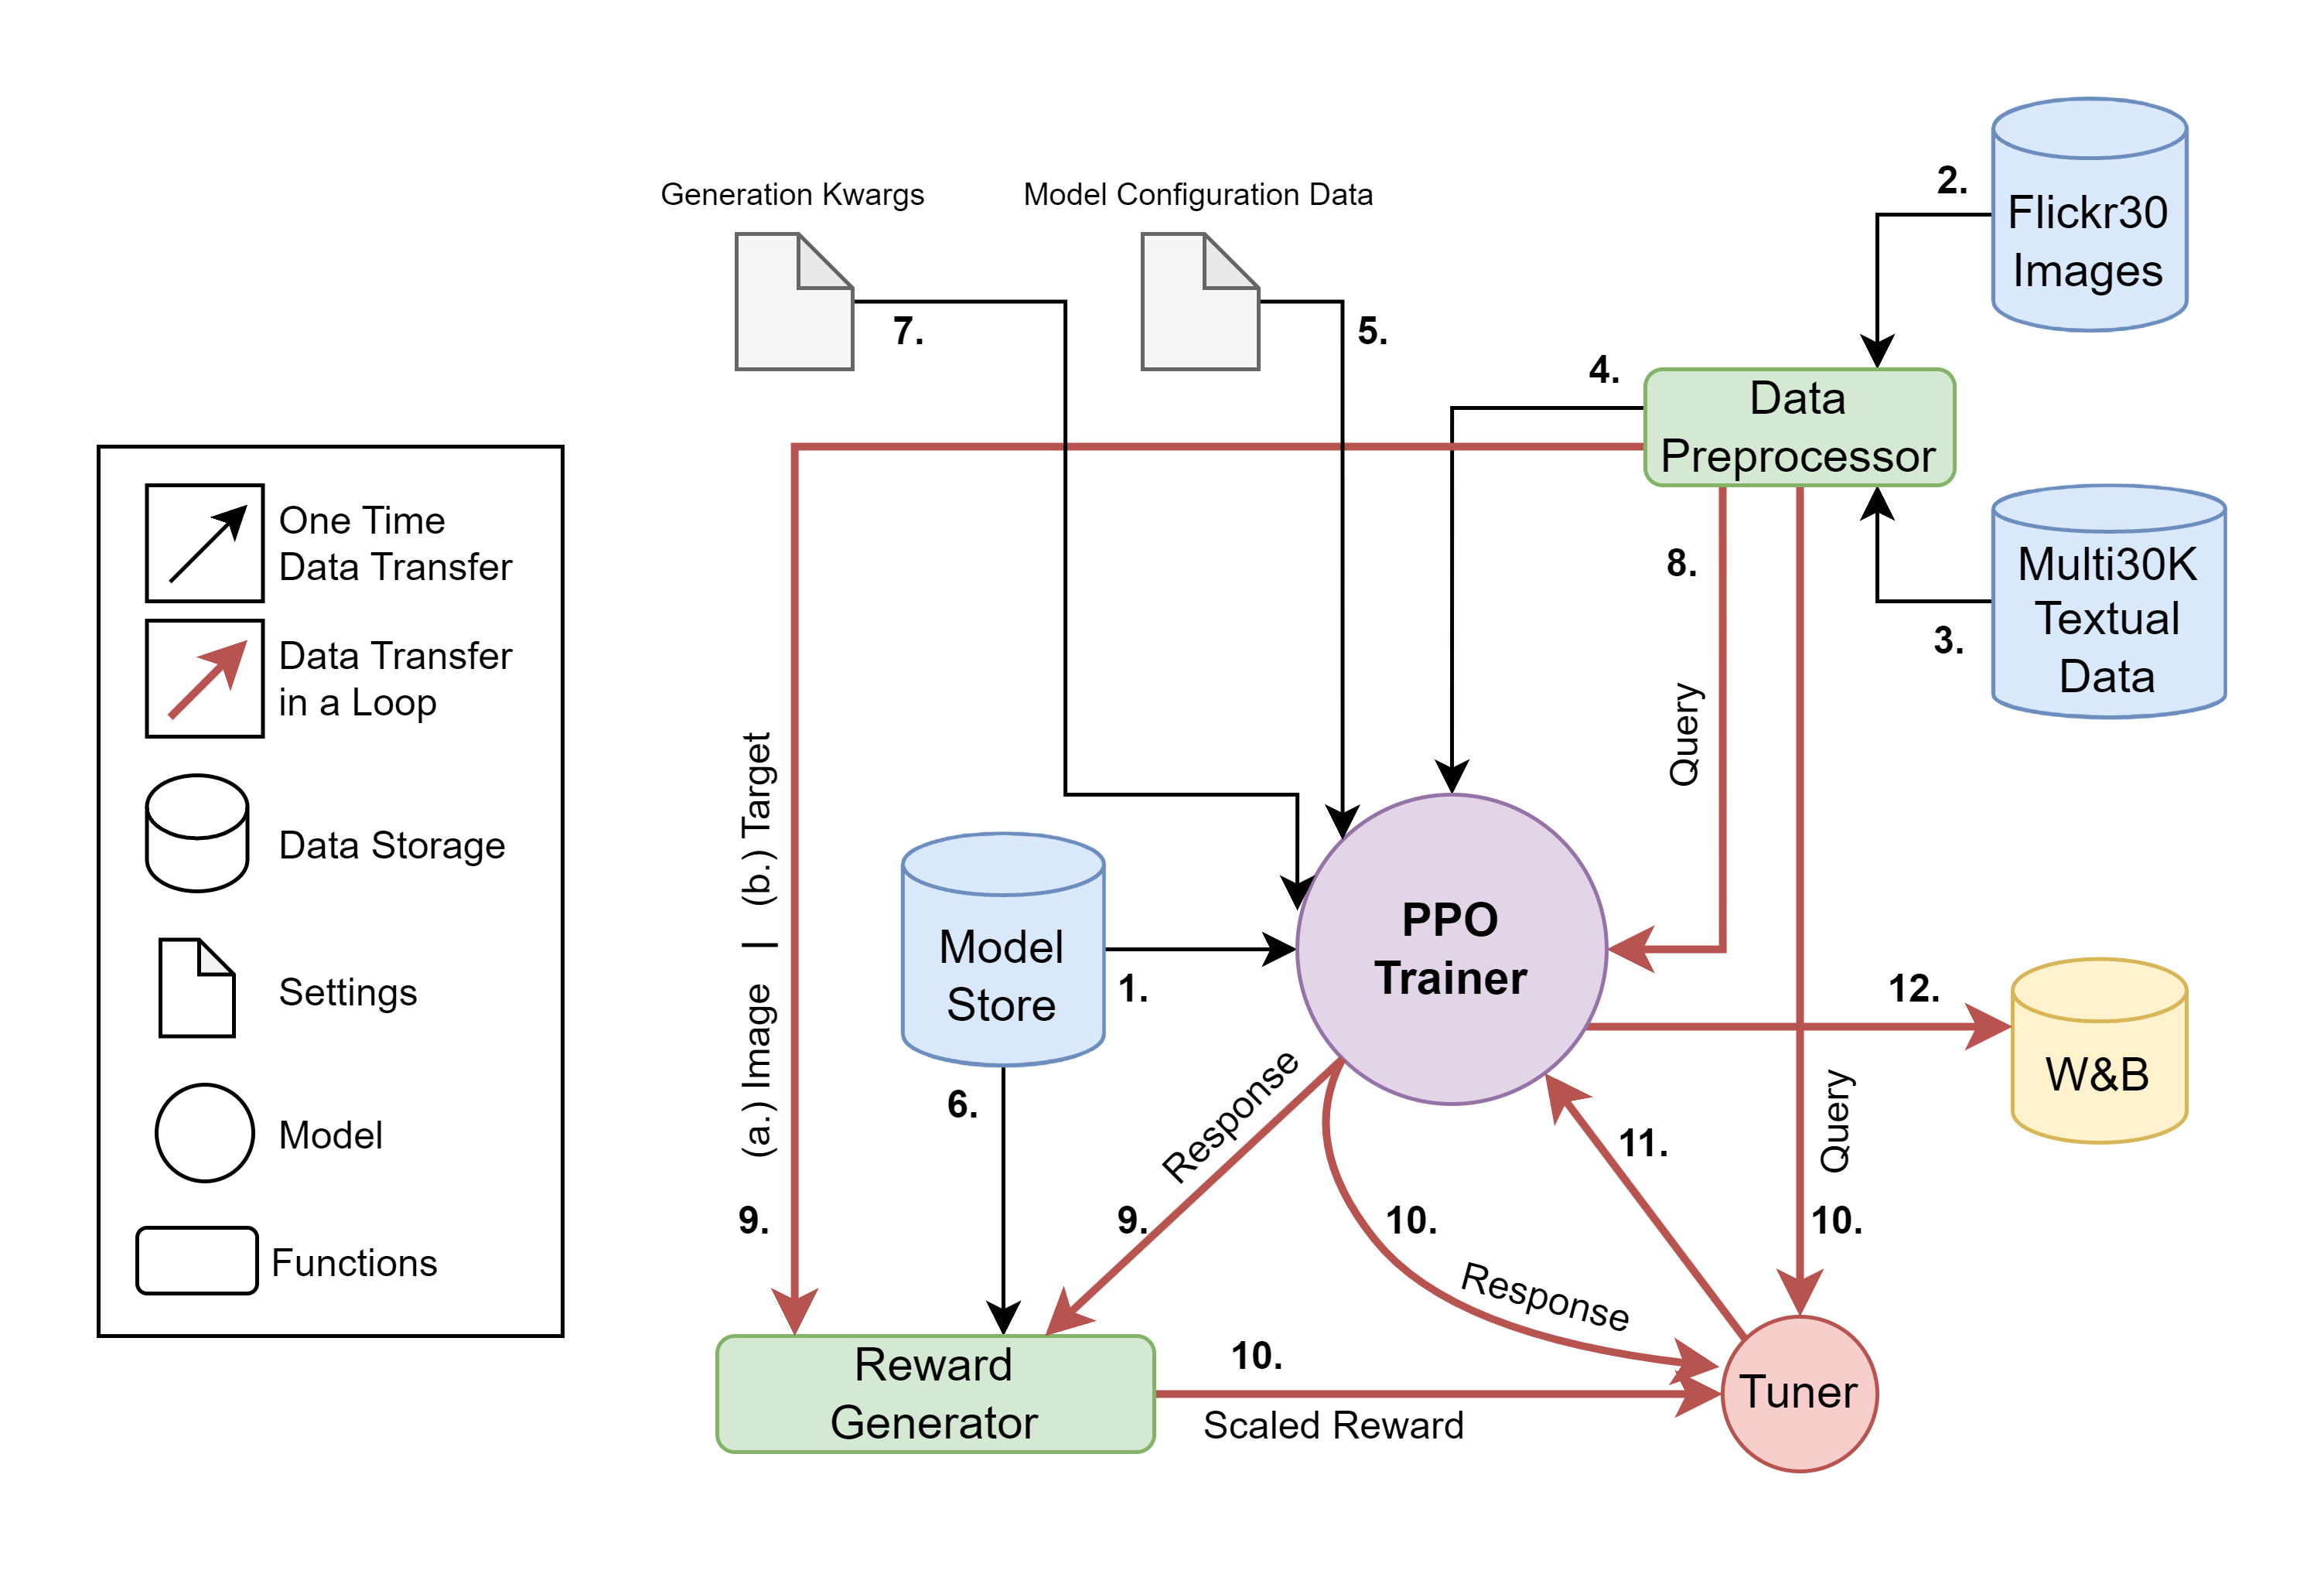 Generation Kwargs
Model Configuration Data
7.
5.
4.
2.
Flickr30
Images
Data
Preprocessor
3.
Multi30K
Textual
Data
8.
Query
One Time
Data Transfer
Data Transfer
in a Loop
Data Storage
Settings
Model
Functions
(a.) Image | (b.) Target
9.
Model
Store
1.
6.
PPO
Trainer
12.
W&B
Response
9.
10.
Response
11.
Query
10.
Reward
Generator
10.
Scaled Reward
Tuner